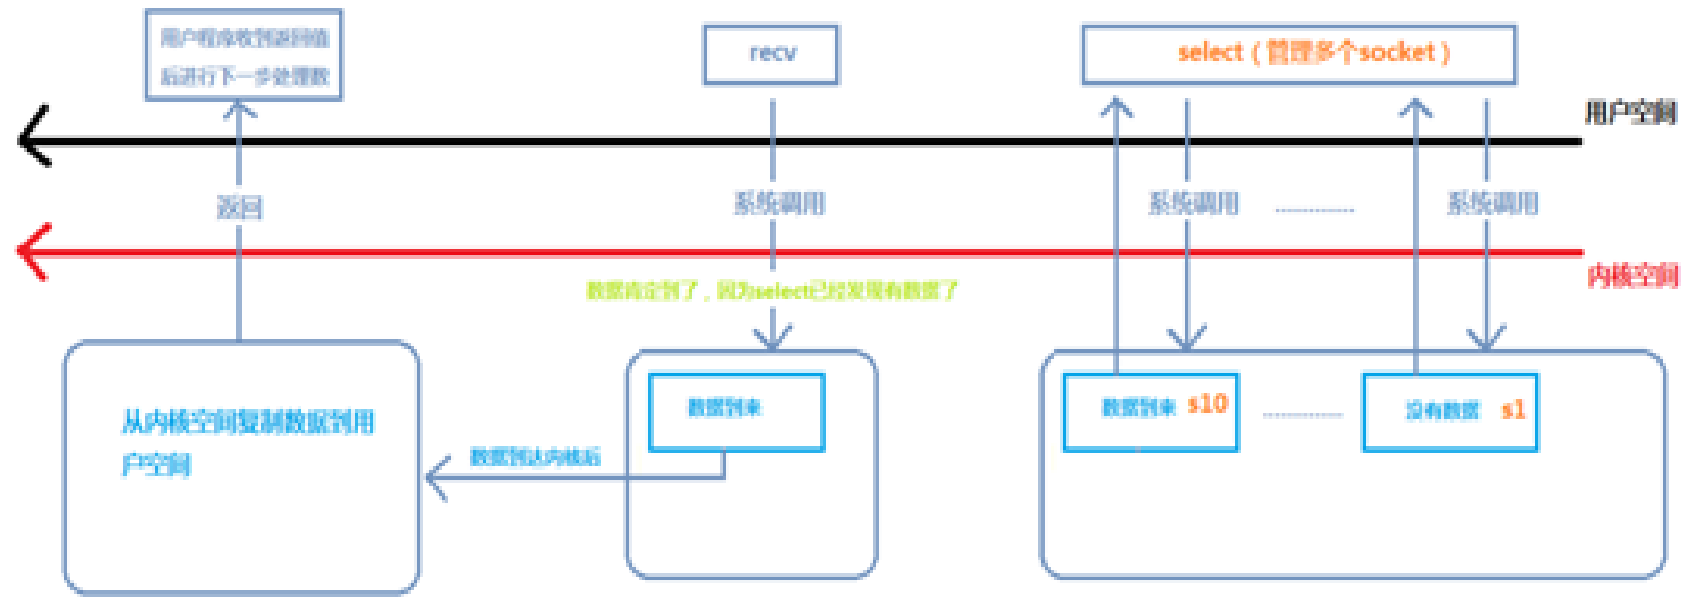 用户程序收到返回值
后进行下一步处理数
recv
select（管理多个socket）
用户空间
返回
系统调用
系统调用
系统调用
内核空间
数据肯定到了，因为select已经发现有数据了
从内核空间复制数据到用
户空间
数据到达内核后
数据到来
数据到来 s10
没有数据 s1